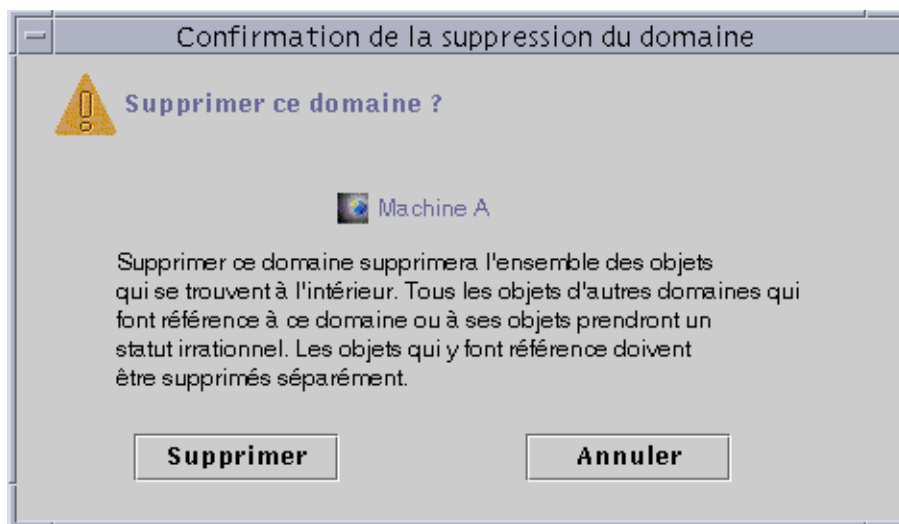 Confirmation de la suppression du domaine
Supprimer ce domaine ?
Machine A
Supprimer ce domaine supprimera l'ensemble des objets
qui se trouvent à l'intérieur. Tous les objets d'autres domaines qui
font référence à ce domaine ou à ses objets prendront un
statut irrationnel. Les objets qui y font référence doivent
être supprimés séparément.
Supprimer
Annuler